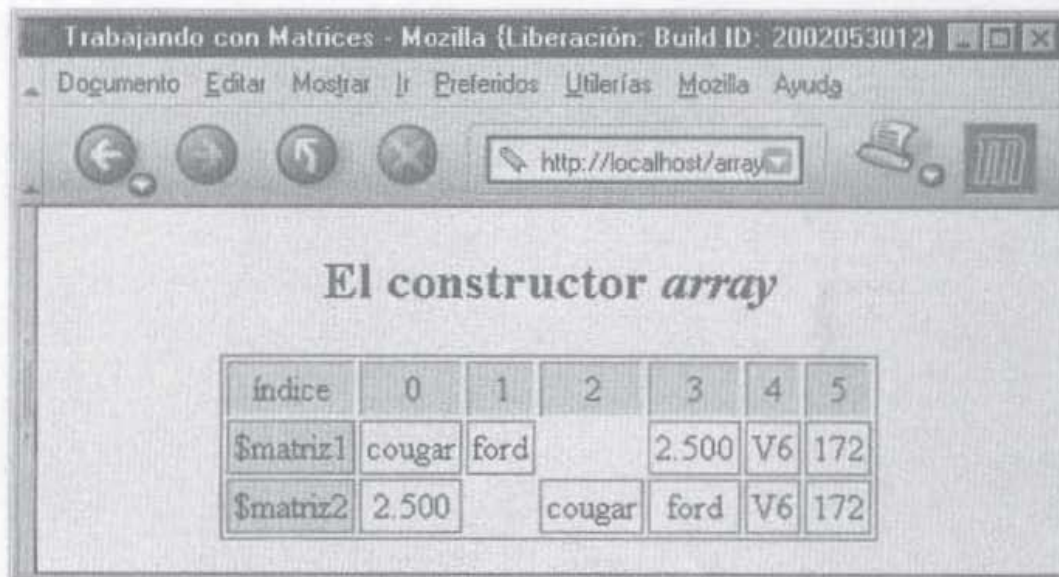 Trabajando con Matrices - Mozilla {Liberación: Build ID: 2002053012}
Documento Editar Mostrar Ir Preferidos Utilerías Mozilla Ayuda
http://localhost/array
El constructor array
índice 0 1 2 3 4 5
$matriz1 cougar ford 2.500 V6 172
$matriz2 2.500 cougar ford V6 172